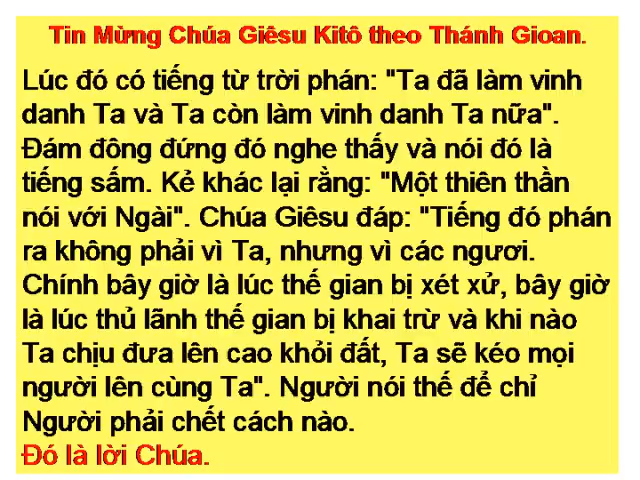 Tin Mừng Chúa Giêsu Kitô theo Thánh Gioan.
Lúc đó có tiếng từ trời phán: "Ta đã làm vinh
danh Ta và Ta còn làm vinh danh Ta nữa".
Đám đông đứng đó nghe thấy và nói đó là
tiếng sấm. Kẻ khác lại rằng: "Một thiên thần
nói với Ngài". Chúa Giêsu đáp: "Tiếng đó phán
ra không phải vì Ta, nhưng vì các ngươi.
Chính bây giờ là lúc thế gian bị xét xử, bây giờ
là lúc thủ lãnh thế gian bị khai trừ và khi nào
Ta chịu đưa lên cao khỏi đất, Ta sẽ kéo mọi
người lên cùng Ta". Người nói thế để chỉ
Người phải chết cách nào.
Đó là lời Chúa.